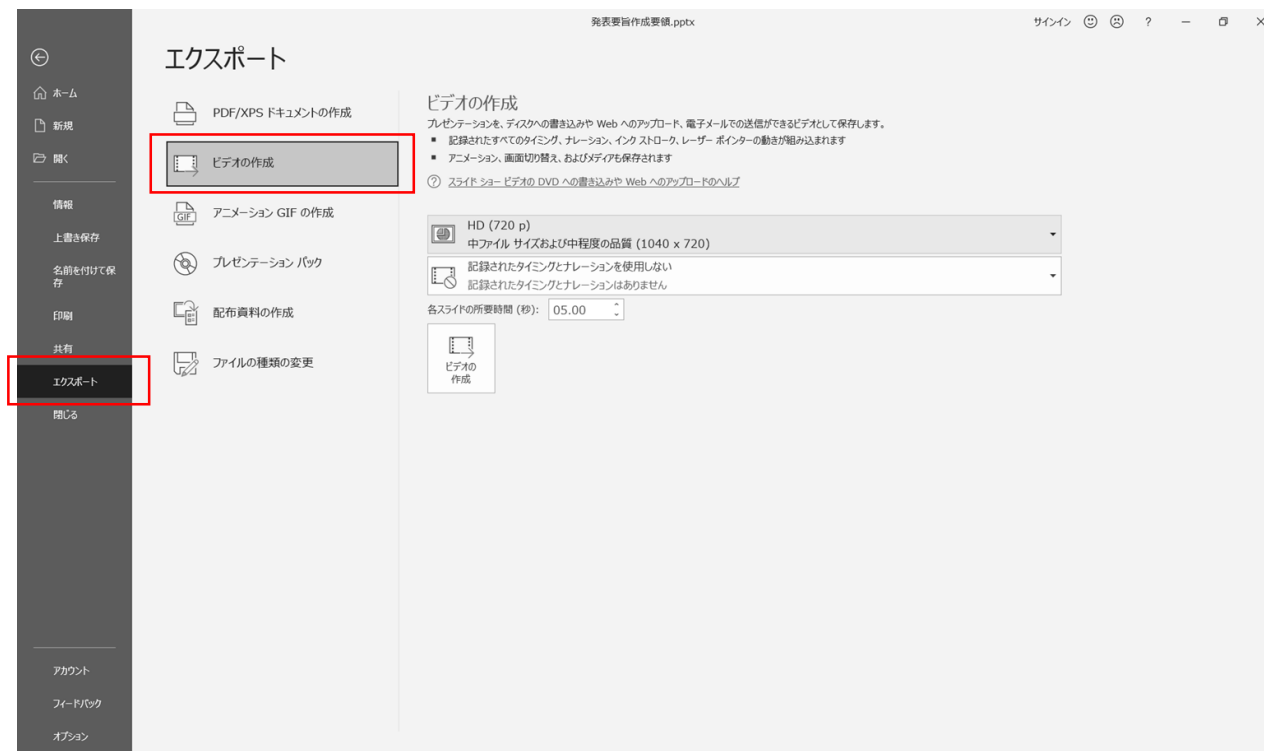 発表要旨作成要領.pptx
サインイン
?
エクスポート
ホーム
新規
開く
情報
上書き保存
名前を付けて保
存
印刷
共有
エクスポート
閉じる
アカウント
フィードバック
オプション
PDF/XPS ドキュメントの作成
ビデオの作成
GIF
アニメーション GIF の作成
プレゼンテーション パック
配布資料の作成
ファイルの種類の変更
ビデオの作成
プレゼンテーションを、ディスクへの書き込みや Web へのアップロード、電子メールでの送信ができるビデオとして保存します。
■ 記録されたすべてのタイミング、ナレーション、インク ストローク、レーザー ポインターの動きが組み込まれます
■ アニメーション、画面切り替え、およびメディアも保存されます
? スライド ショー ビデオの DVD への書き込みや Web へのアップロードのヘルプ
HD (720 p)
中ファイル サイズおよび中程度の品質 (1040 x 720)
記録されたタイミングとナレーションを使用しない
記録されたタイミングとナレーションはありません
各スライドの所要時間 (秒): 05.00
ビデオの
作成